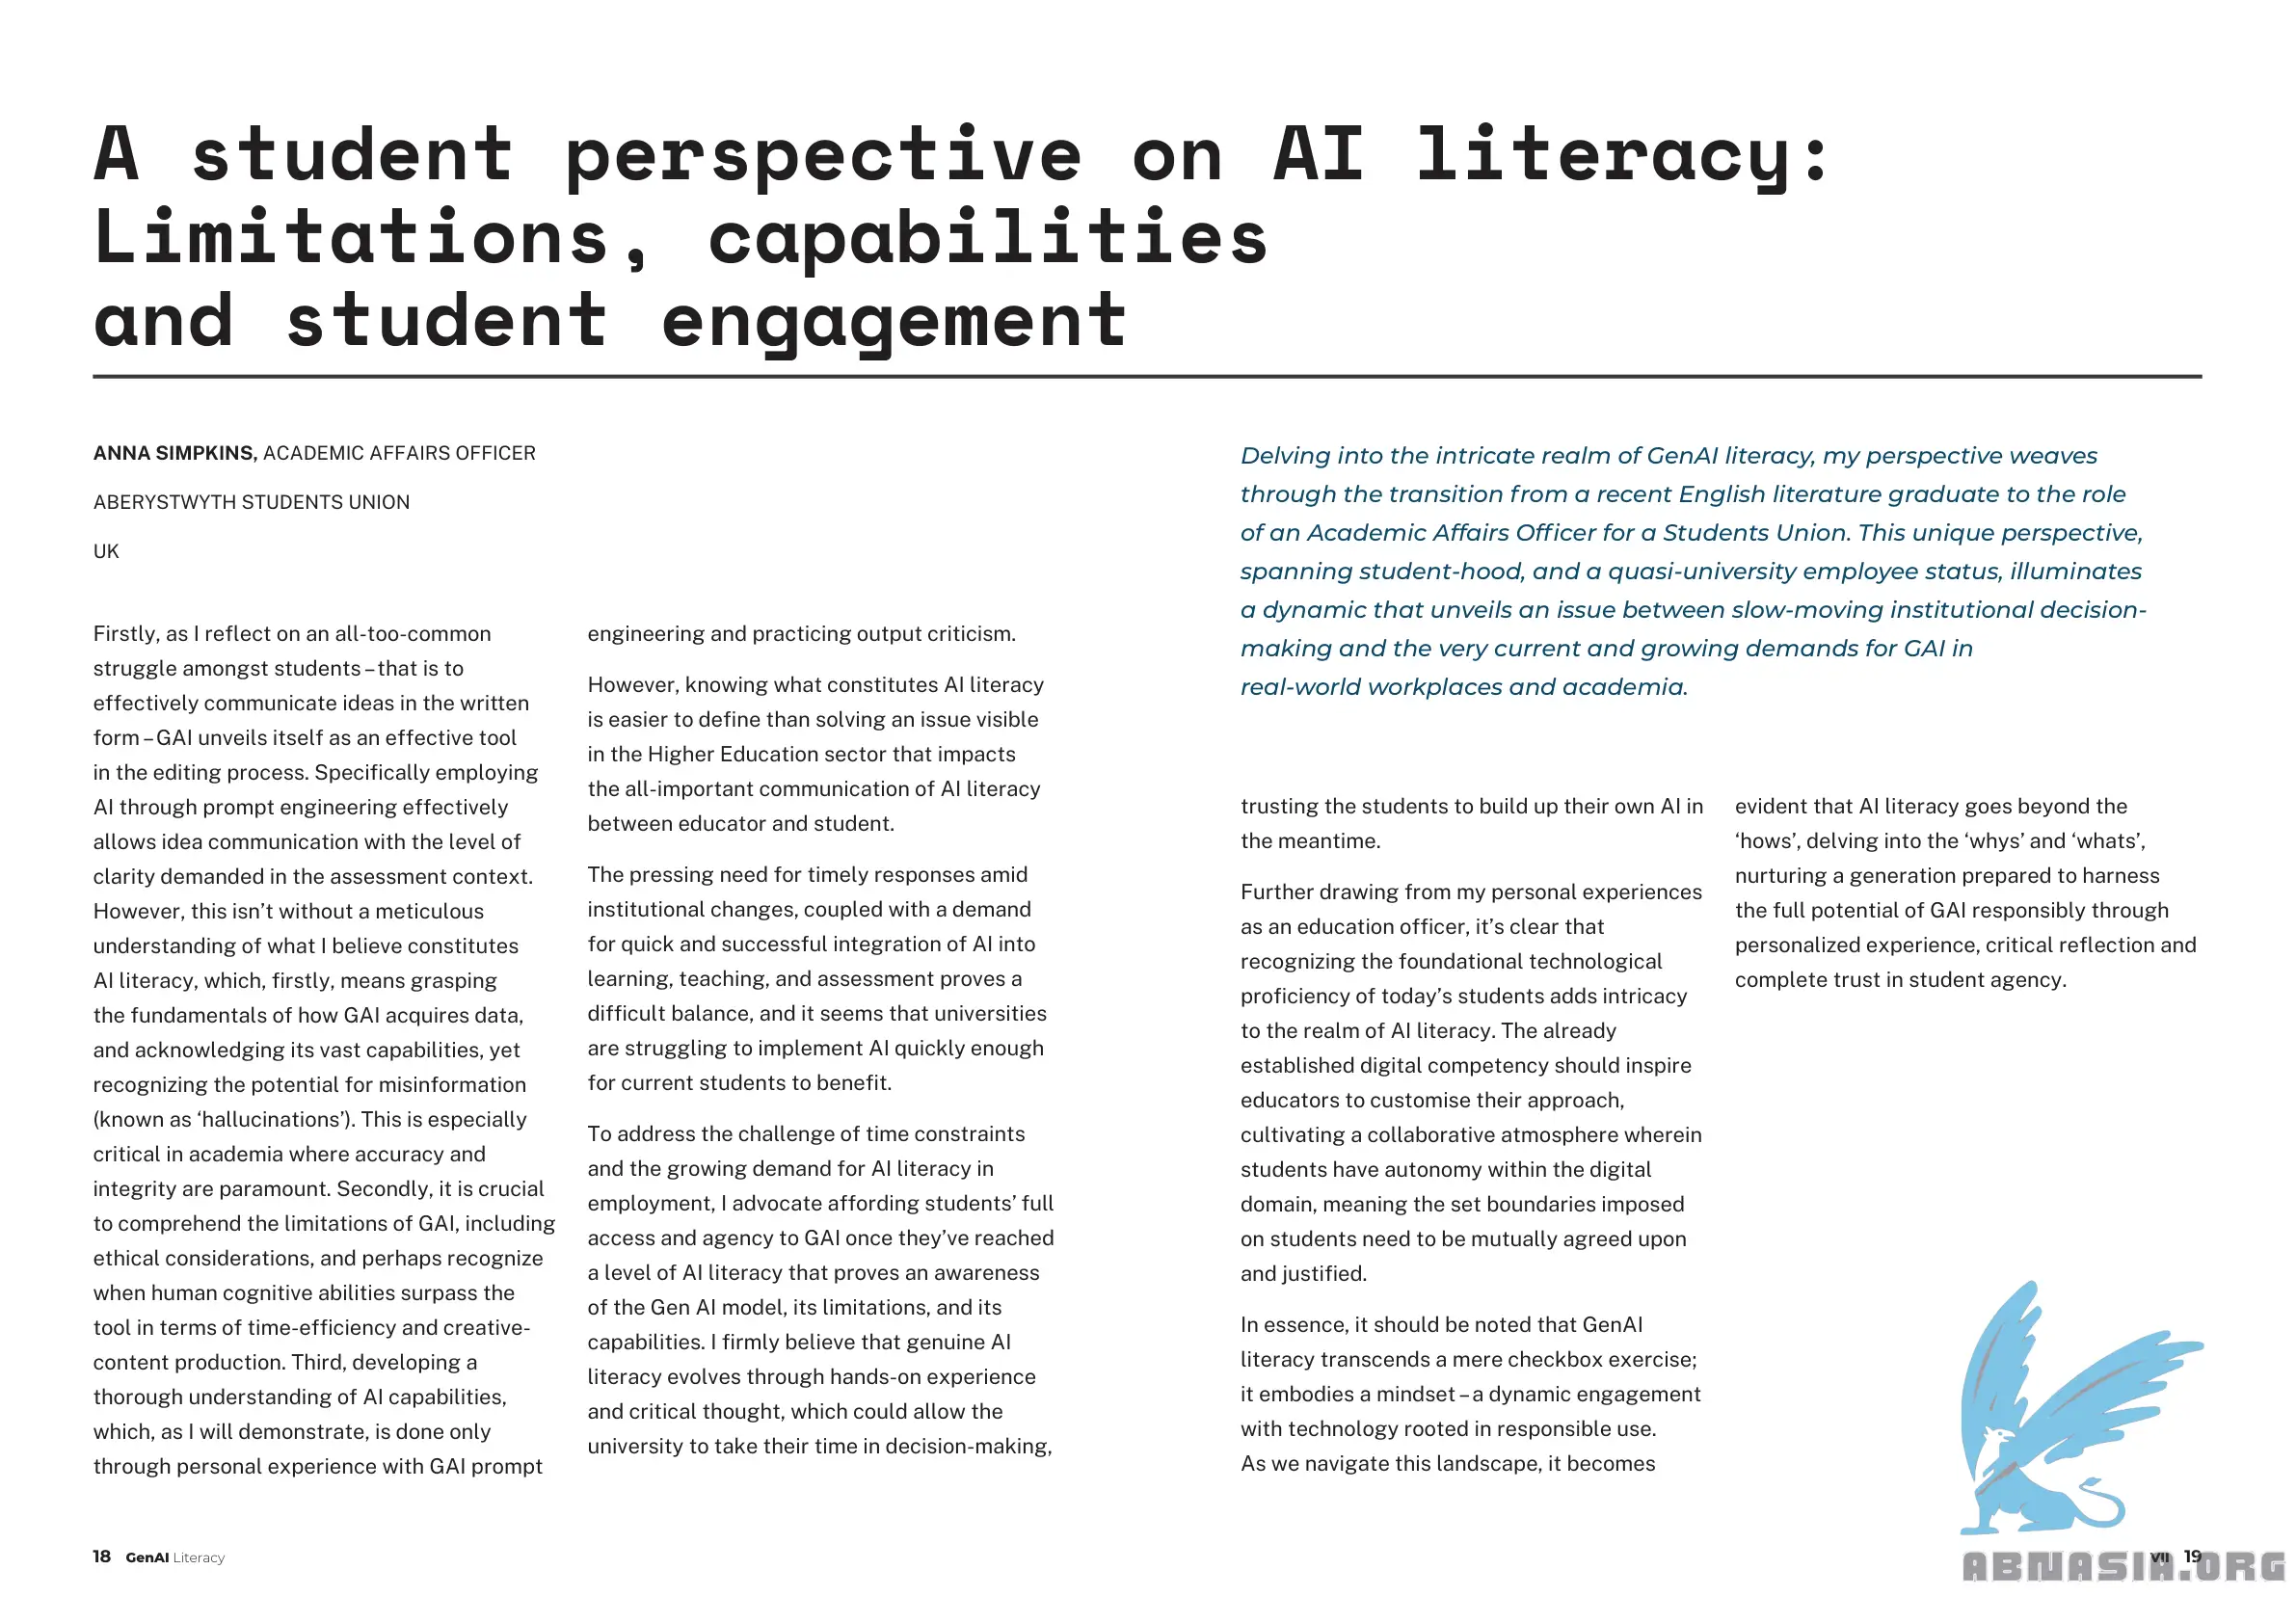 A student perspective on AI literacy:
Limitations, capabilities
and student engagement
ANNA SIMPKINS, ACADEMIC AFFAIRS OFFICER
ABERYSTWYTH STUDENTS UNION
UK
Firstly, as I reflect on an all-too-common
struggle amongst students – that is to
effectively communicate ideas in the written
form – GAI unveils itself as an effective tool
in the editing process. Specifically employing
AI through prompt engineering effectively
allows idea communication with the level of
clarity demanded in the assessment context.
However, this isn’t without a meticulous
understanding of what I believe constitutes
AI literacy, which, firstly, means grasping
the fundamentals of how GAI acquires data,
and acknowledging its vast capabilities, yet
recognizing the potential for misinformation
(known as ‘hallucinations’). This is especially
critical in academia where accuracy and
integrity are paramount. Secondly, it is crucial
to comprehend the limitations of GAI, including
ethical considerations, and perhaps recognize
when human cognitive abilities surpass the
tool in terms of time-efficiency and creative-
content production. Third, developing a
thorough understanding of AI capabilities,
which, as I will demonstrate, is done only
through personal experience with GAI prompt
engineering and practicing output criticism.
However, knowing what constitutes AI literacy
is easier to define than solving an issue visible
in the Higher Education sector that impacts
the all-important communication of AI literacy
between educator and student.
The pressing need for timely responses amid
institutional changes, coupled with a demand
for quick and successful integration of AI into
learning, teaching, and assessment proves a
difficult balance, and it seems that universities
are struggling to implement AI quickly enough
for current students to benefit.
To address the challenge of time constraints
and the growing demand for AI literacy in
employment, I advocate affording students’ full
access and agency to GAI once they’ve reached
a level of AI literacy that proves an awareness
of the Gen AI model, its limitations, and its
capabilities. I firmly believe that genuine AI
literacy evolves through hands-on experience
and critical thought, which could allow the
university to take their time in decision-making,
Delving into the intricate realm of GenAI literacy, my perspective weaves
through the transition from a recent English literature graduate to the role
of an Academic Affairs Officer for a Students Union. This unique perspective,
spanning student-hood, and a quasi-university employee status, illuminates
a dynamic that unveils an issue between slow-moving institutional decision-
making and the very current and growing demands for GAI in
real-world workplaces and academia.
trusting the students to build up their own AI in
the meantime.
Further drawing from my personal experiences
as an education officer, it’s clear that
recognizing the foundational technological
proficiency of today’s students adds intricacy
to the realm of AI literacy. The already
established digital competency should inspire
educators to customise their approach,
cultivating a collaborative atmosphere wherein
students have autonomy within the digital
domain, meaning the set boundaries imposed
on students need to be mutually agreed upon
and justified.
In essence, it should be noted that GenAI
literacy transcends a mere checkbox exercise;
it embodies a mindset – a dynamic engagement
with technology rooted in responsible use.
As we navigate this landscape, it becomes
evident that AI literacy goes beyond the
‘hows’, delving into the ‘whys’ and ‘whats’,
nurturing a generation prepared to harness
the full potential of GAI responsibly through
personalized experience, critical reflection and
complete trust in student agency.
18 GenAI Literacy
VII 19
ABNASIA.ORG